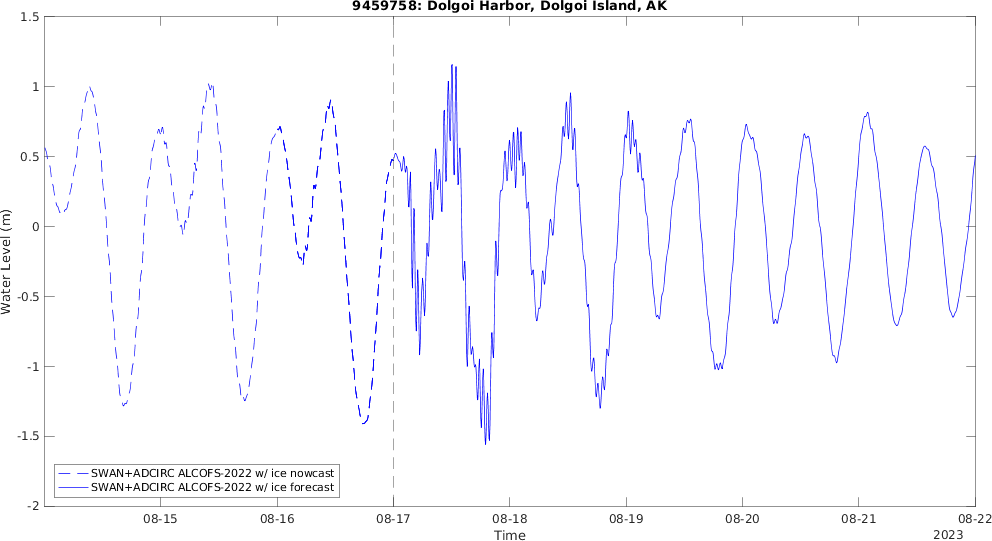 9459758: Dolgoi Harbor, Dolgoi Island, AK
1.5
1
0.5
0
-0.5
-1
-1.5
-2
Water Level (m)
SWAN+ADCIRC ALCOFS-2022 w/ ice nowcast
SWAN+ADCIRC ALCOFS-2022 w/ ice forecast
08-15 08-16 08-17 08-18 08-19 08-20 08-21 08-22
Time
2023